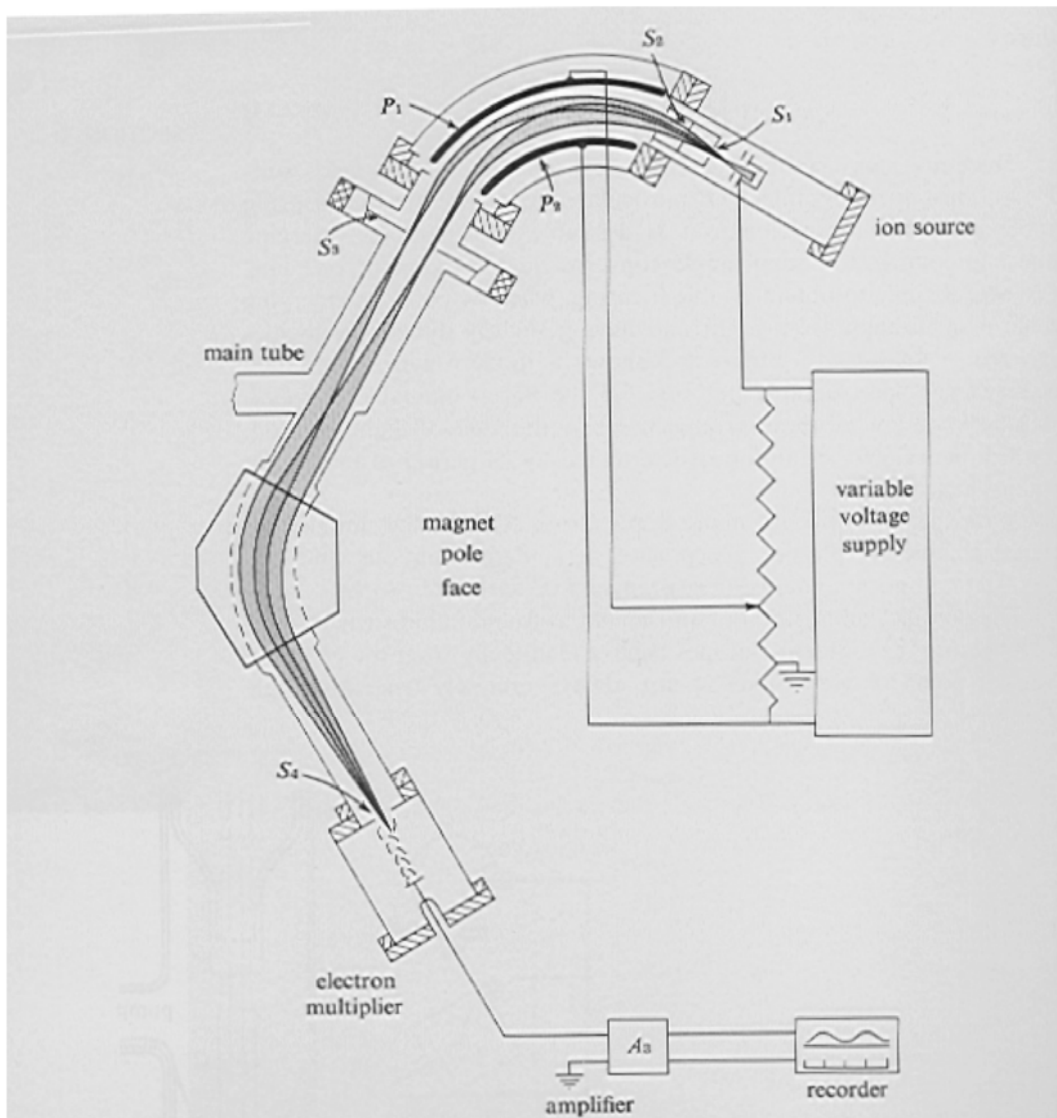 S₂
S₁
P₁
P₂
S₃
ion source
main tube
magnet
pole
face
variable
voltage
supply
S₄
electron
multiplier
A₃
amplifier
recorder